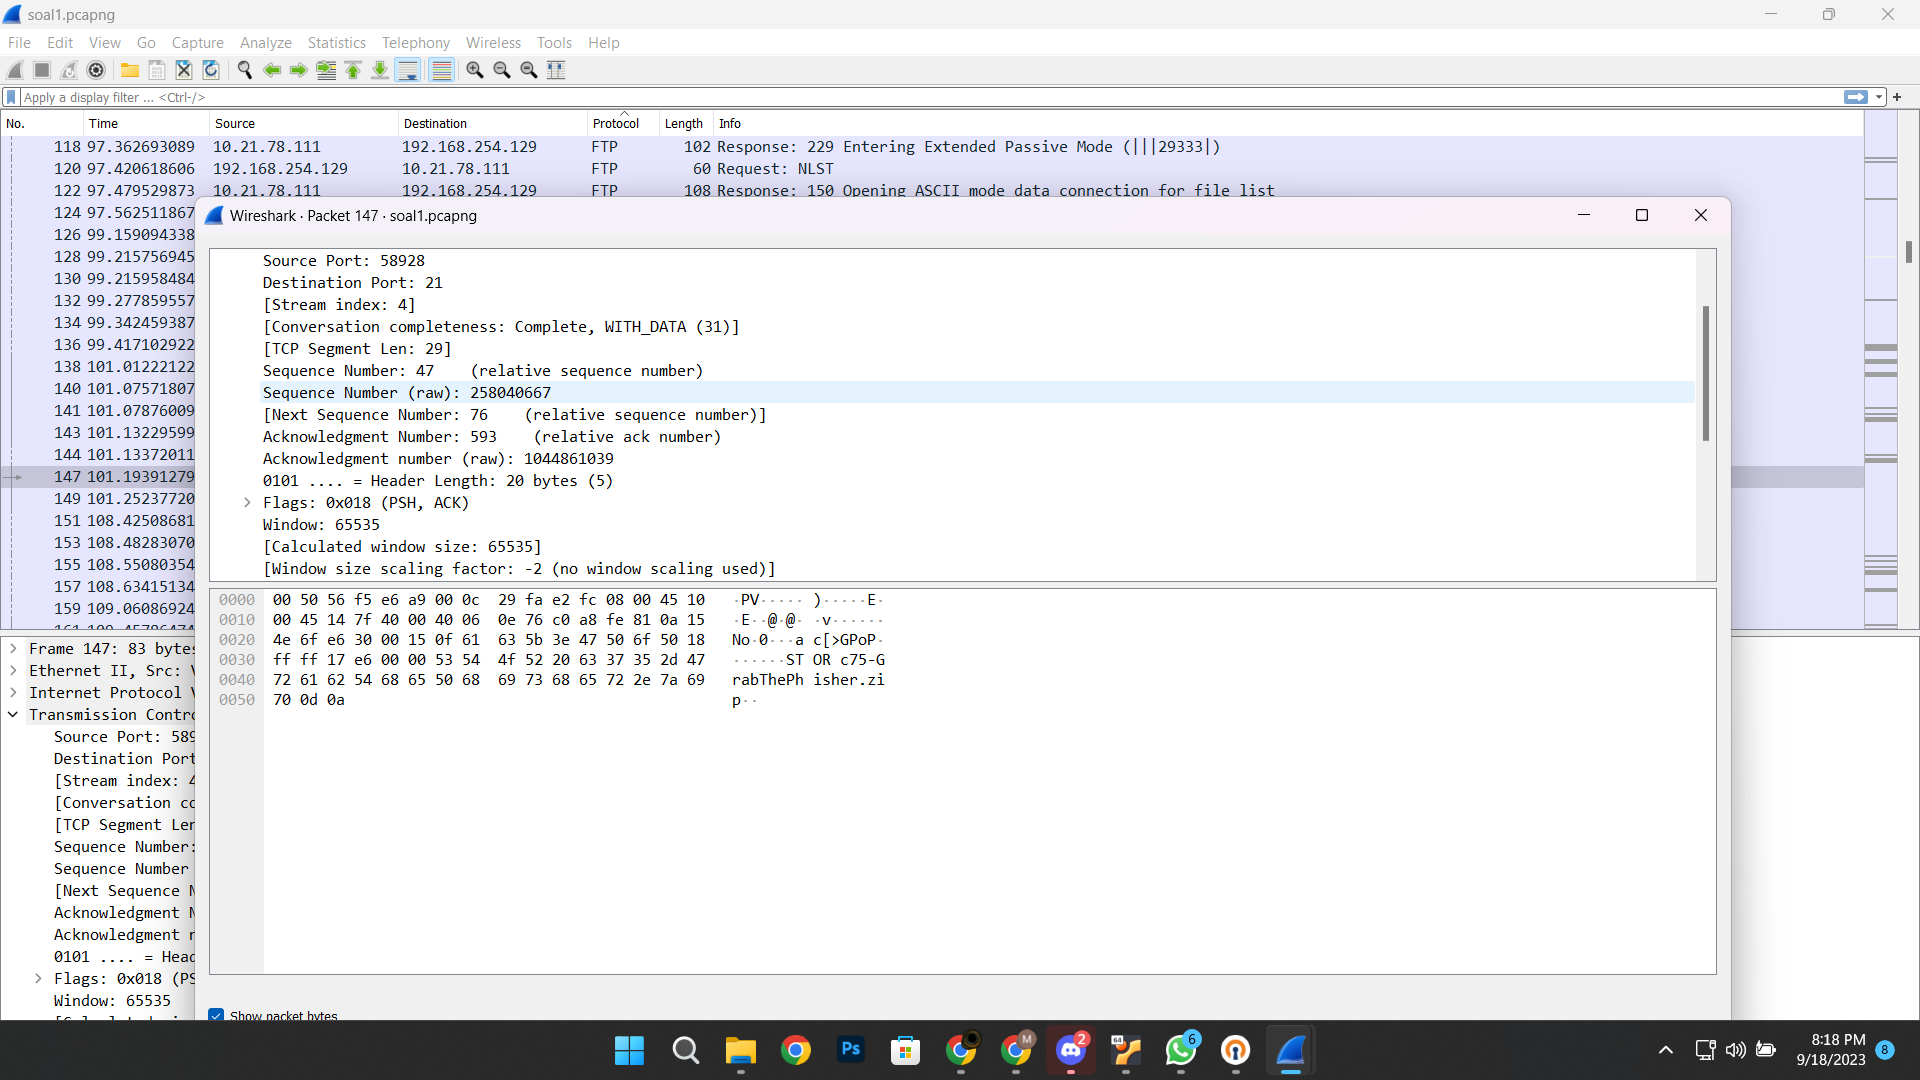 soal1.pcapng
File Edit View Go Capture Analyze Statistics Telephony Wireless Tools Help
Apply a display filter ... <Ctrl-/>
No. Time Source Destination Protocol Length Info
118 97.362693089 10.21.78.111 192.168.254.129 FTP 102 Response: 229 Entering Extended Passive Mode (|||29333|)
120 97.420618606 192.168.254.129 10.21.78.111 FTP 60 Request: NLST
122 97.479529873 10.21.78.111 192.168.254.129 FTP 108 Response: 150 Opening ASCII mode data connection for file list
124 97.562511867
126 99.159094338
128 99.215756945
130 99.215958484
132 99.277859557
134 99.342459387
136 99.417102922
138 101.01222122
140 101.07571807
141 101.07876009
143 101.13229599
144 101.13372011
147 101.19391279
149 101.25237720
151 108.42508681
153 108.48283070
155 108.55080354
157 108.63415134
159 109.06086924
Wireshark · Packet 147 · soal1.pcapng
Source Port: 58928
Destination Port: 21
[Stream index: 4]
[Conversation completeness: Complete, WITH_DATA (31)]
[TCP Segment Len: 29]
Sequence Number: 47 (relative sequence number)
Sequence Number (raw): 258040667
[Next Sequence Number: 76 (relative sequence number)]
Acknowledgment Number: 593 (relative ack number)
Acknowledgment number (raw): 1044861039
0101 .... = Header Length: 20 bytes (5)
Flags: 0x018 (PSH, ACK)
Window: 65535
[Calculated window size: 65535]
[Window size scaling factor: -2 (no window scaling used)]
0000 00 50 56 f5 e6 a9 00 0c 29 fa e2 fc 08 00 45 10 ·PV····· )·····E·
0010 00 45 14 7f 40 00 40 06 0e 76 c0 a8 fe 81 0a 15 ·E··@·@· ·v······
0020 4e 6f e6 30 00 15 0f 61 63 5b 3e 47 50 6f 50 18 No·0···a c[>GPoP·
0030 ff ff 17 e6 00 00 53 54 4f 52 20 63 37 35 2d 47 ······ST OR c75-G
0040 72 61 62 54 68 65 50 68 69 73 68 65 72 2e 7a 69 rabThePh isher.zi
0050 70 0d 0a p··
Show packet bytes
Frame 147: 83 bytes
Ethernet II, Src: V
Internet Protocol V
Transmission Contro
Source Port: 589
Destination Port
[Stream index: 4
[Conversation co
[TCP Segment Len
Sequence Number:
Sequence Number
[Next Sequence N
Acknowledgment N
Acknowledgment n
0101 .... = Head
Flags: 0x018 (PS
Window: 65535
Ps
M
2
64
6
8:18 PM
9/18/2023
8